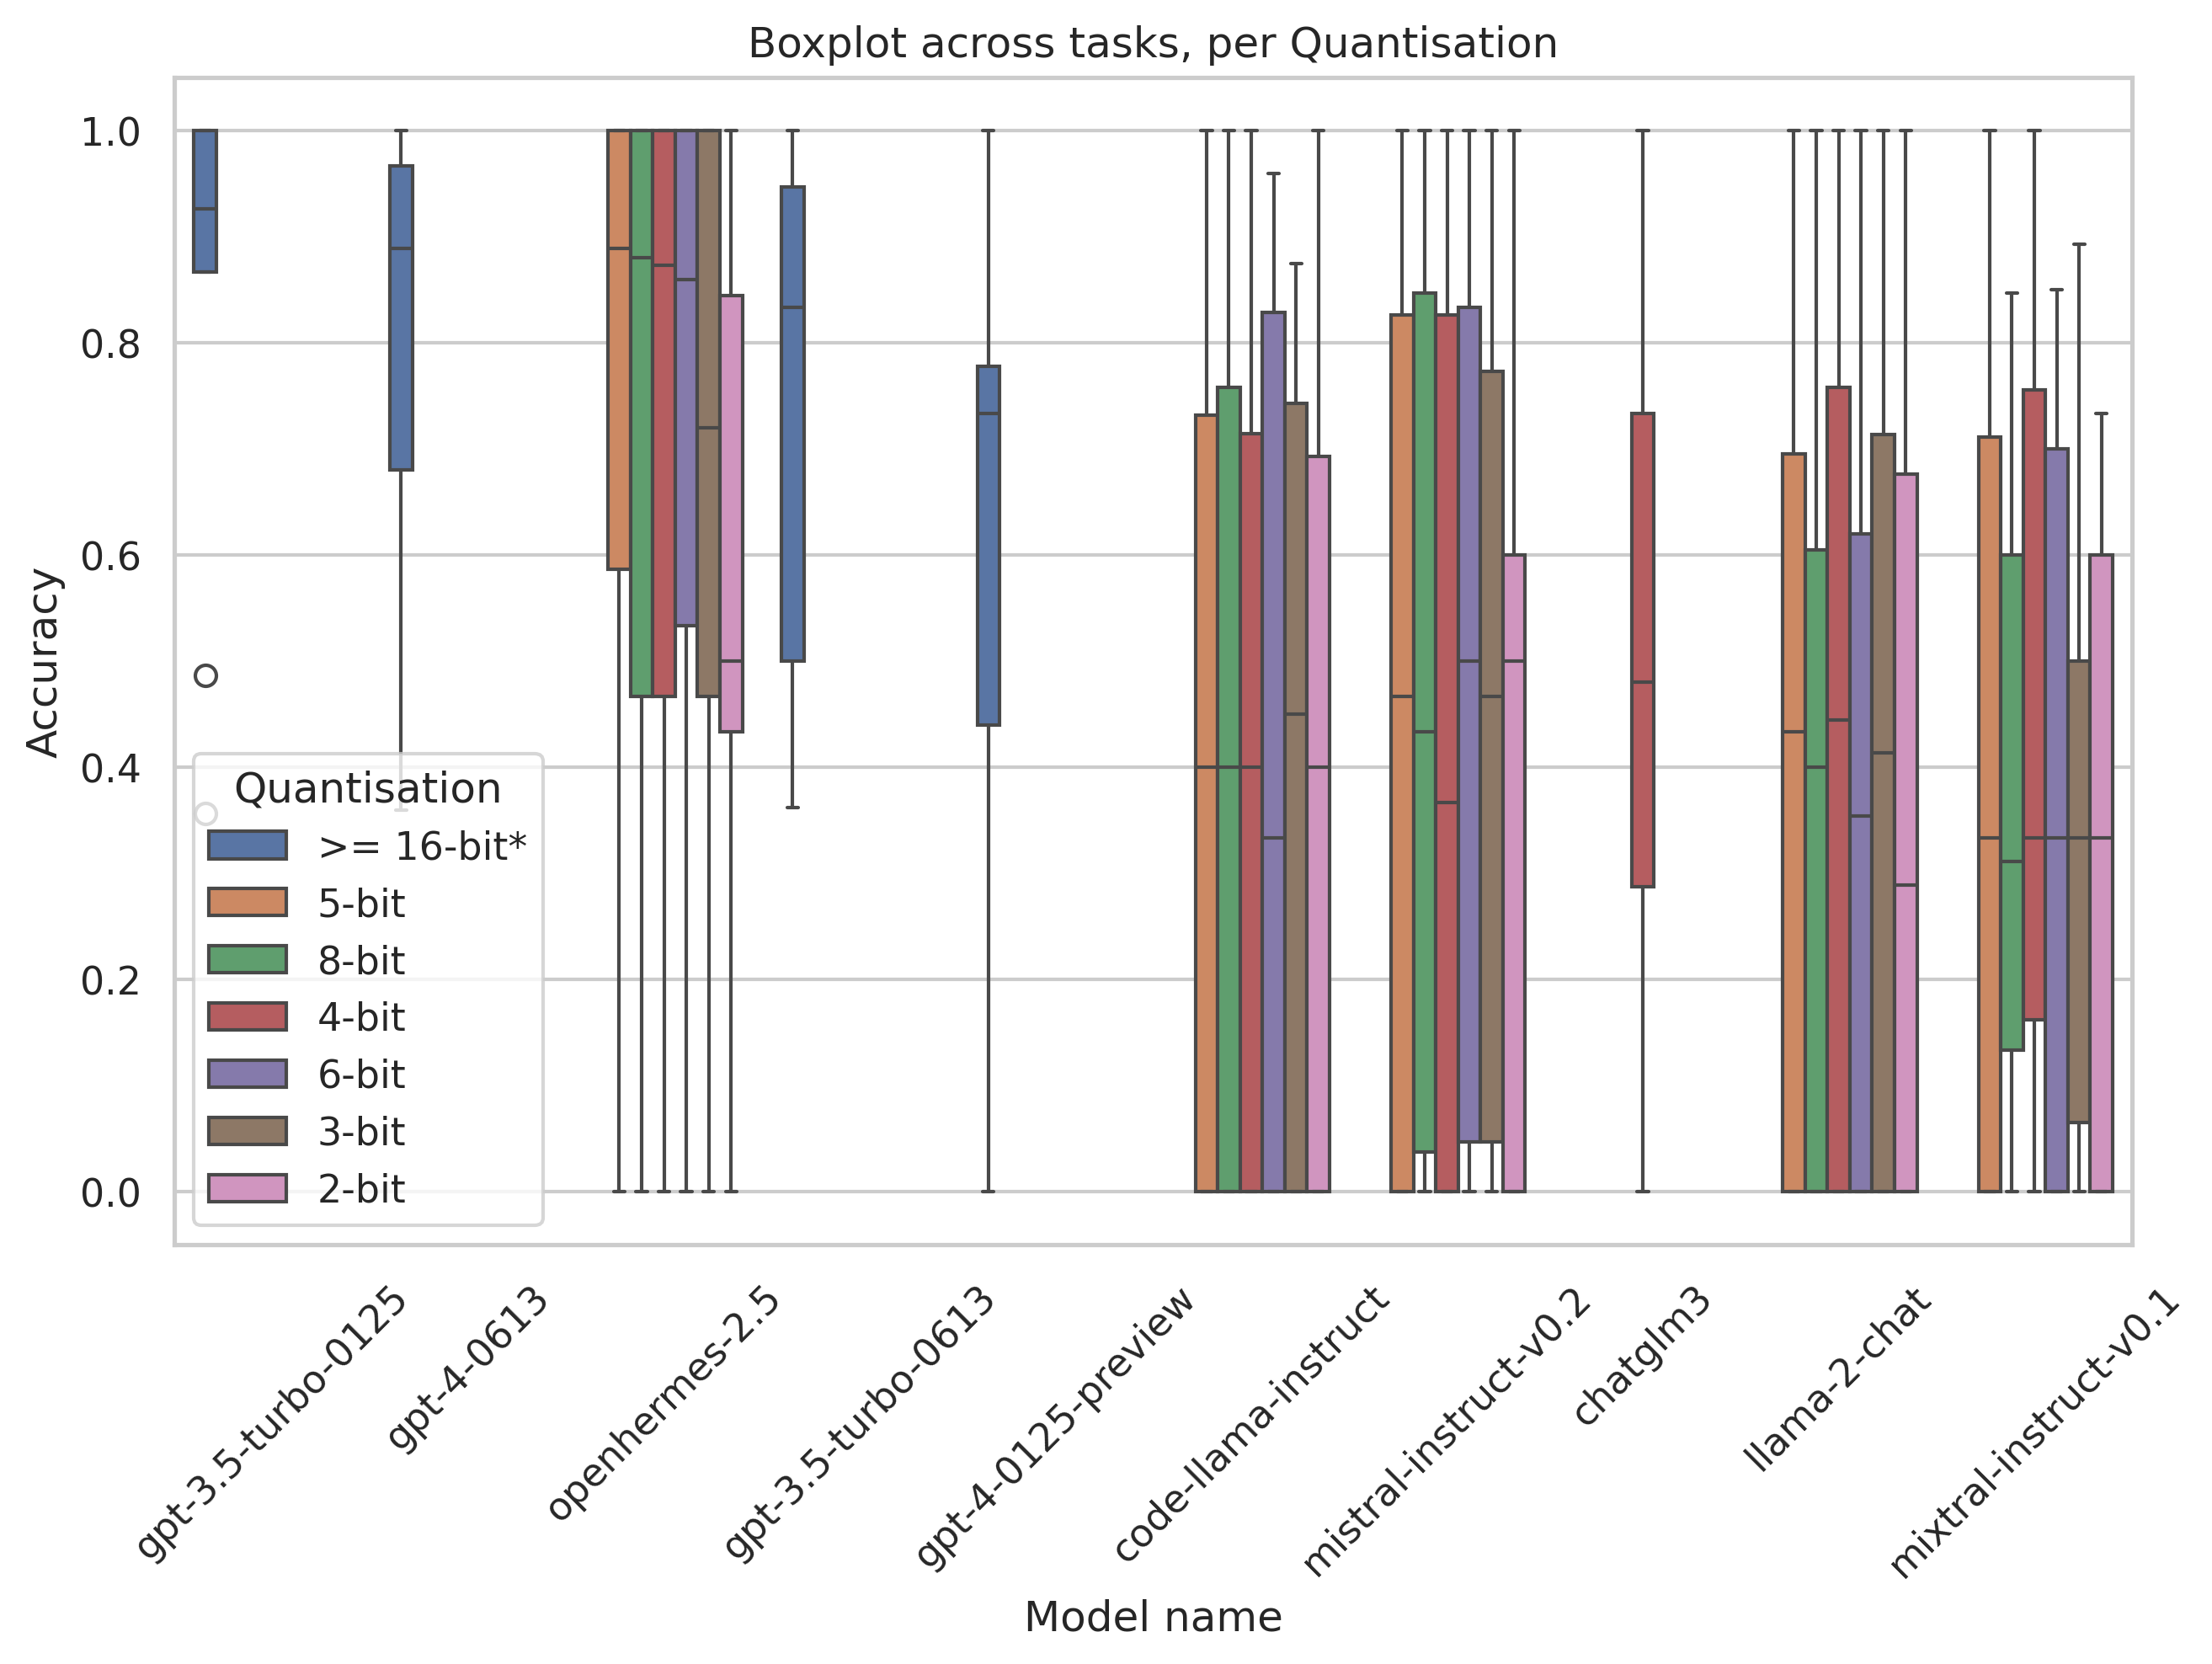 Boxplot across tasks, per Quantisation
Accuracy
1.0
0.8
0.6
0.4
0.2
0.0
Quantisation
>= 16-bit*
5-bit
8-bit
4-bit
6-bit
3-bit
2-bit
gpt-3.5-turbo-0125
gpt-4-0613
openhermes-2.5
gpt-3.5-turbo-0613
gpt-4-0125-preview
code-llama-instruct
mistral-instruct-v0.2
chatglm3
llama-2-chat
mixtral-instruct-v0.1
Model name